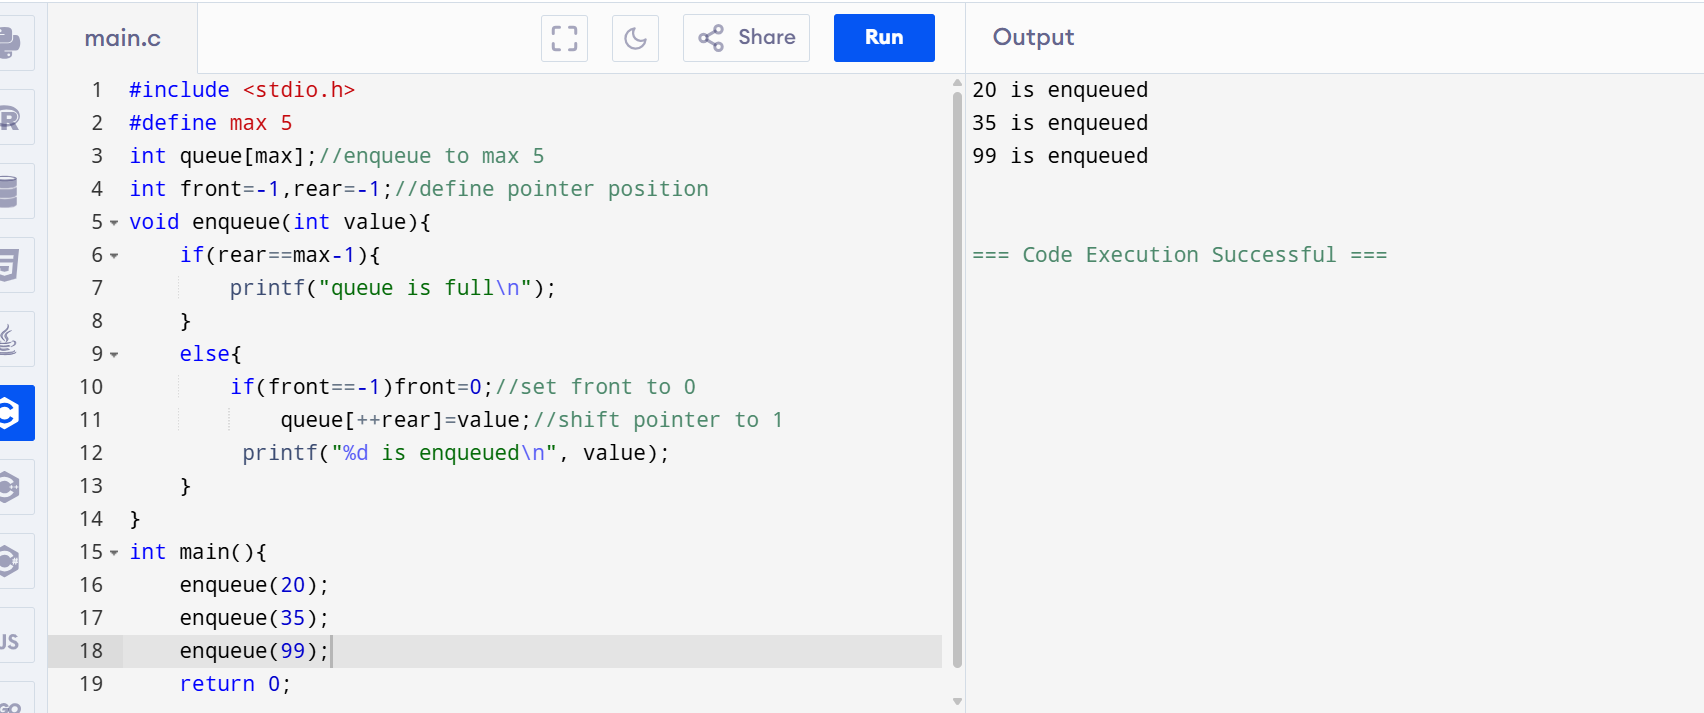 main.c
Share
Run
Output
1 #include <stdio.h>
2 #define max 5
3 int queue[max];//enqueue to max 5
4 int front=-1,rear=-1;//define pointer position
5 void enqueue(int value){
6 if(rear==max-1){
7 printf("queue is full\n");
8 }
9 else{
10 if(front==-1)front=0;//set front to 0
11 queue[++rear]=value;//shift pointer to 1
12 printf("%d is enqueued\n", value);
13 }
14 }
15 int main(){
16 enqueue(20);
17 enqueue(35);
18 enqueue(99);
19 return 0;
20 is enqueued
35 is enqueued
99 is enqueued
=== Code Execution Successful ===
R
5
C
C
C
JS
GO